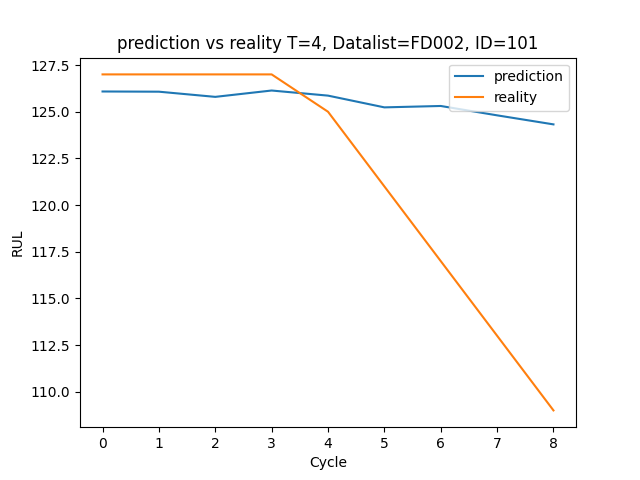 prediction vs reality T=4, Datalist=FD002, ID=101
prediction
reality
127.5
125.0
122.5
120.0
117.5
115.0
112.5
110.0
RUL
0 1 2 3 4 5 6 7 8
Cycle